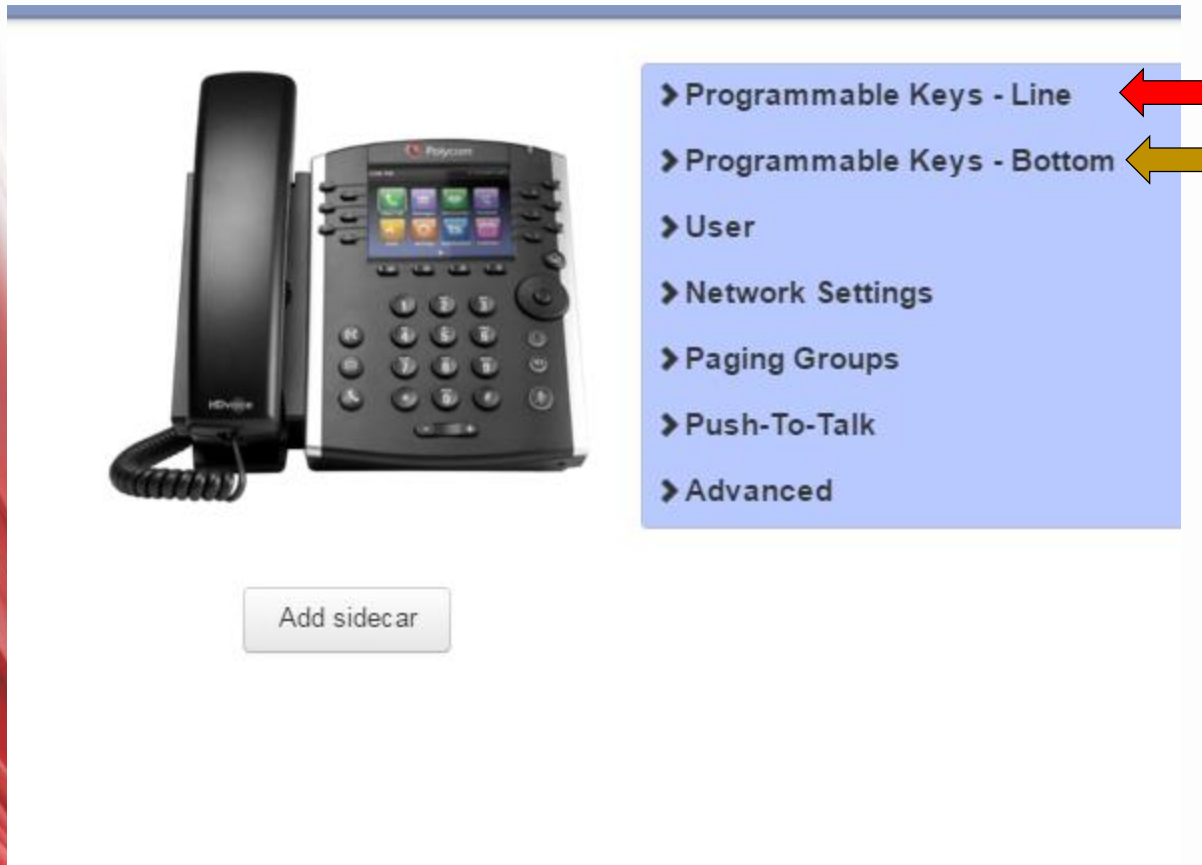 Polycom
HDvoice
Programmable Keys - Line
Programmable Keys - Bottom
User
Network Settings
Paging Groups
Push-To-Talk
Advanced
Add sidecar